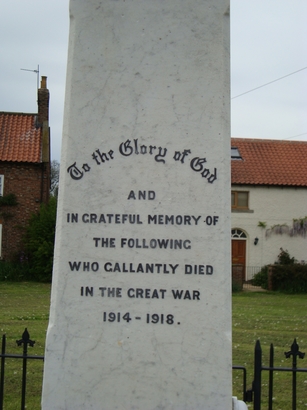 To the Glory of God
AND
IN GRATEFUL MEMORY OF
THE FOLLOWING
WHO GALLANTLY DIED
IN THE GREAT WAR
1914 - 1918.